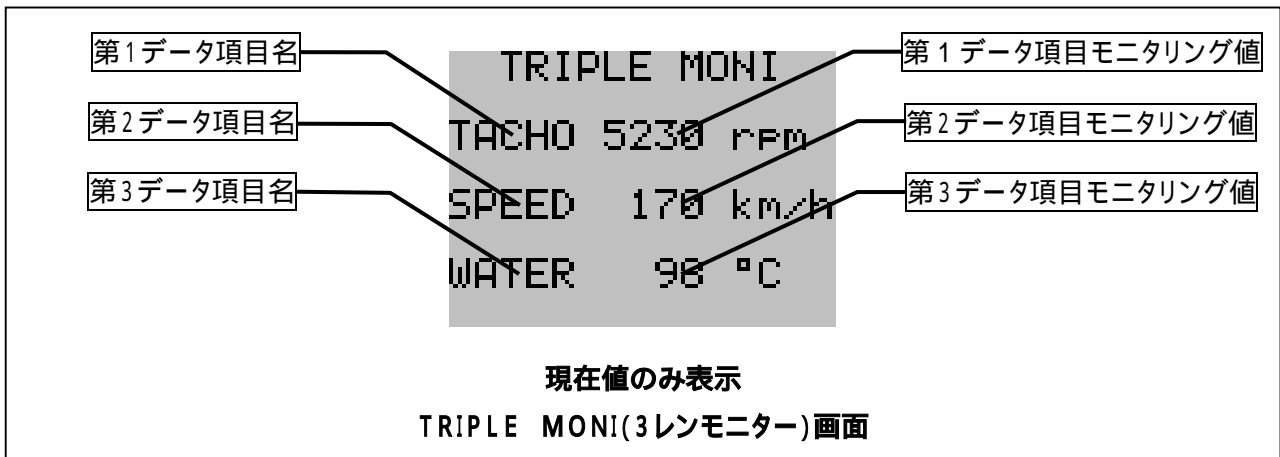 第1データ項目名
第2データ項目名
第3データ項目名
TRIPLE MONI
TACHO 5230 rpm
SPEED 170 km/h
WATER 96 °C
第1データ項目モニタリング値
第2データ項目モニタリング値
第3データ項目モニタリング値
現在値のみ表示
TRIPLE MONI(3レンモニター)画面